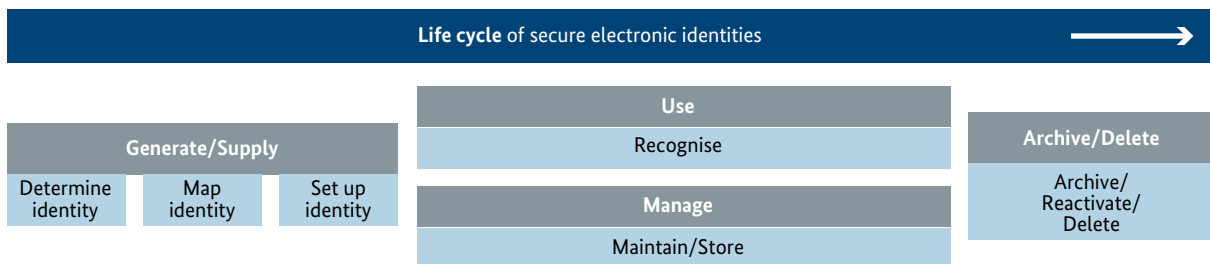 Life cycle of secure electronic identities
Generate/Supply
Determine
identity
Map
identity
Set up
identity
Use
Recognise
Manage
Maintain/Store
Archive/Delete
Archive/
Reactivate/
Delete